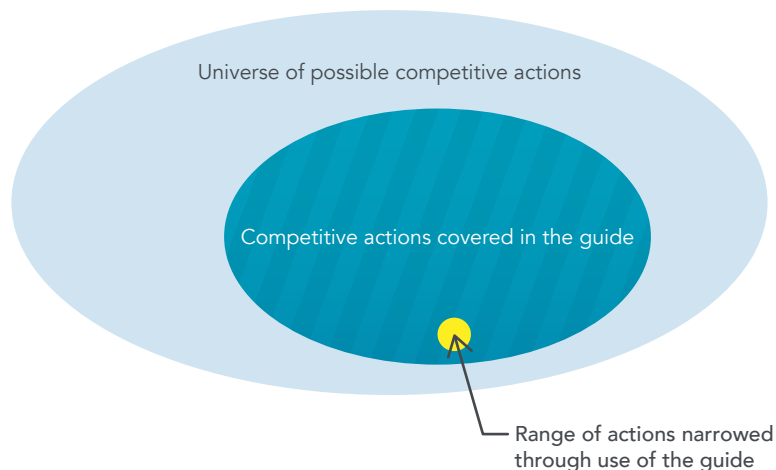 Universe of possible competitive actions
Competitive actions covered in the guide
Range of actions narrowed
through use of the guide